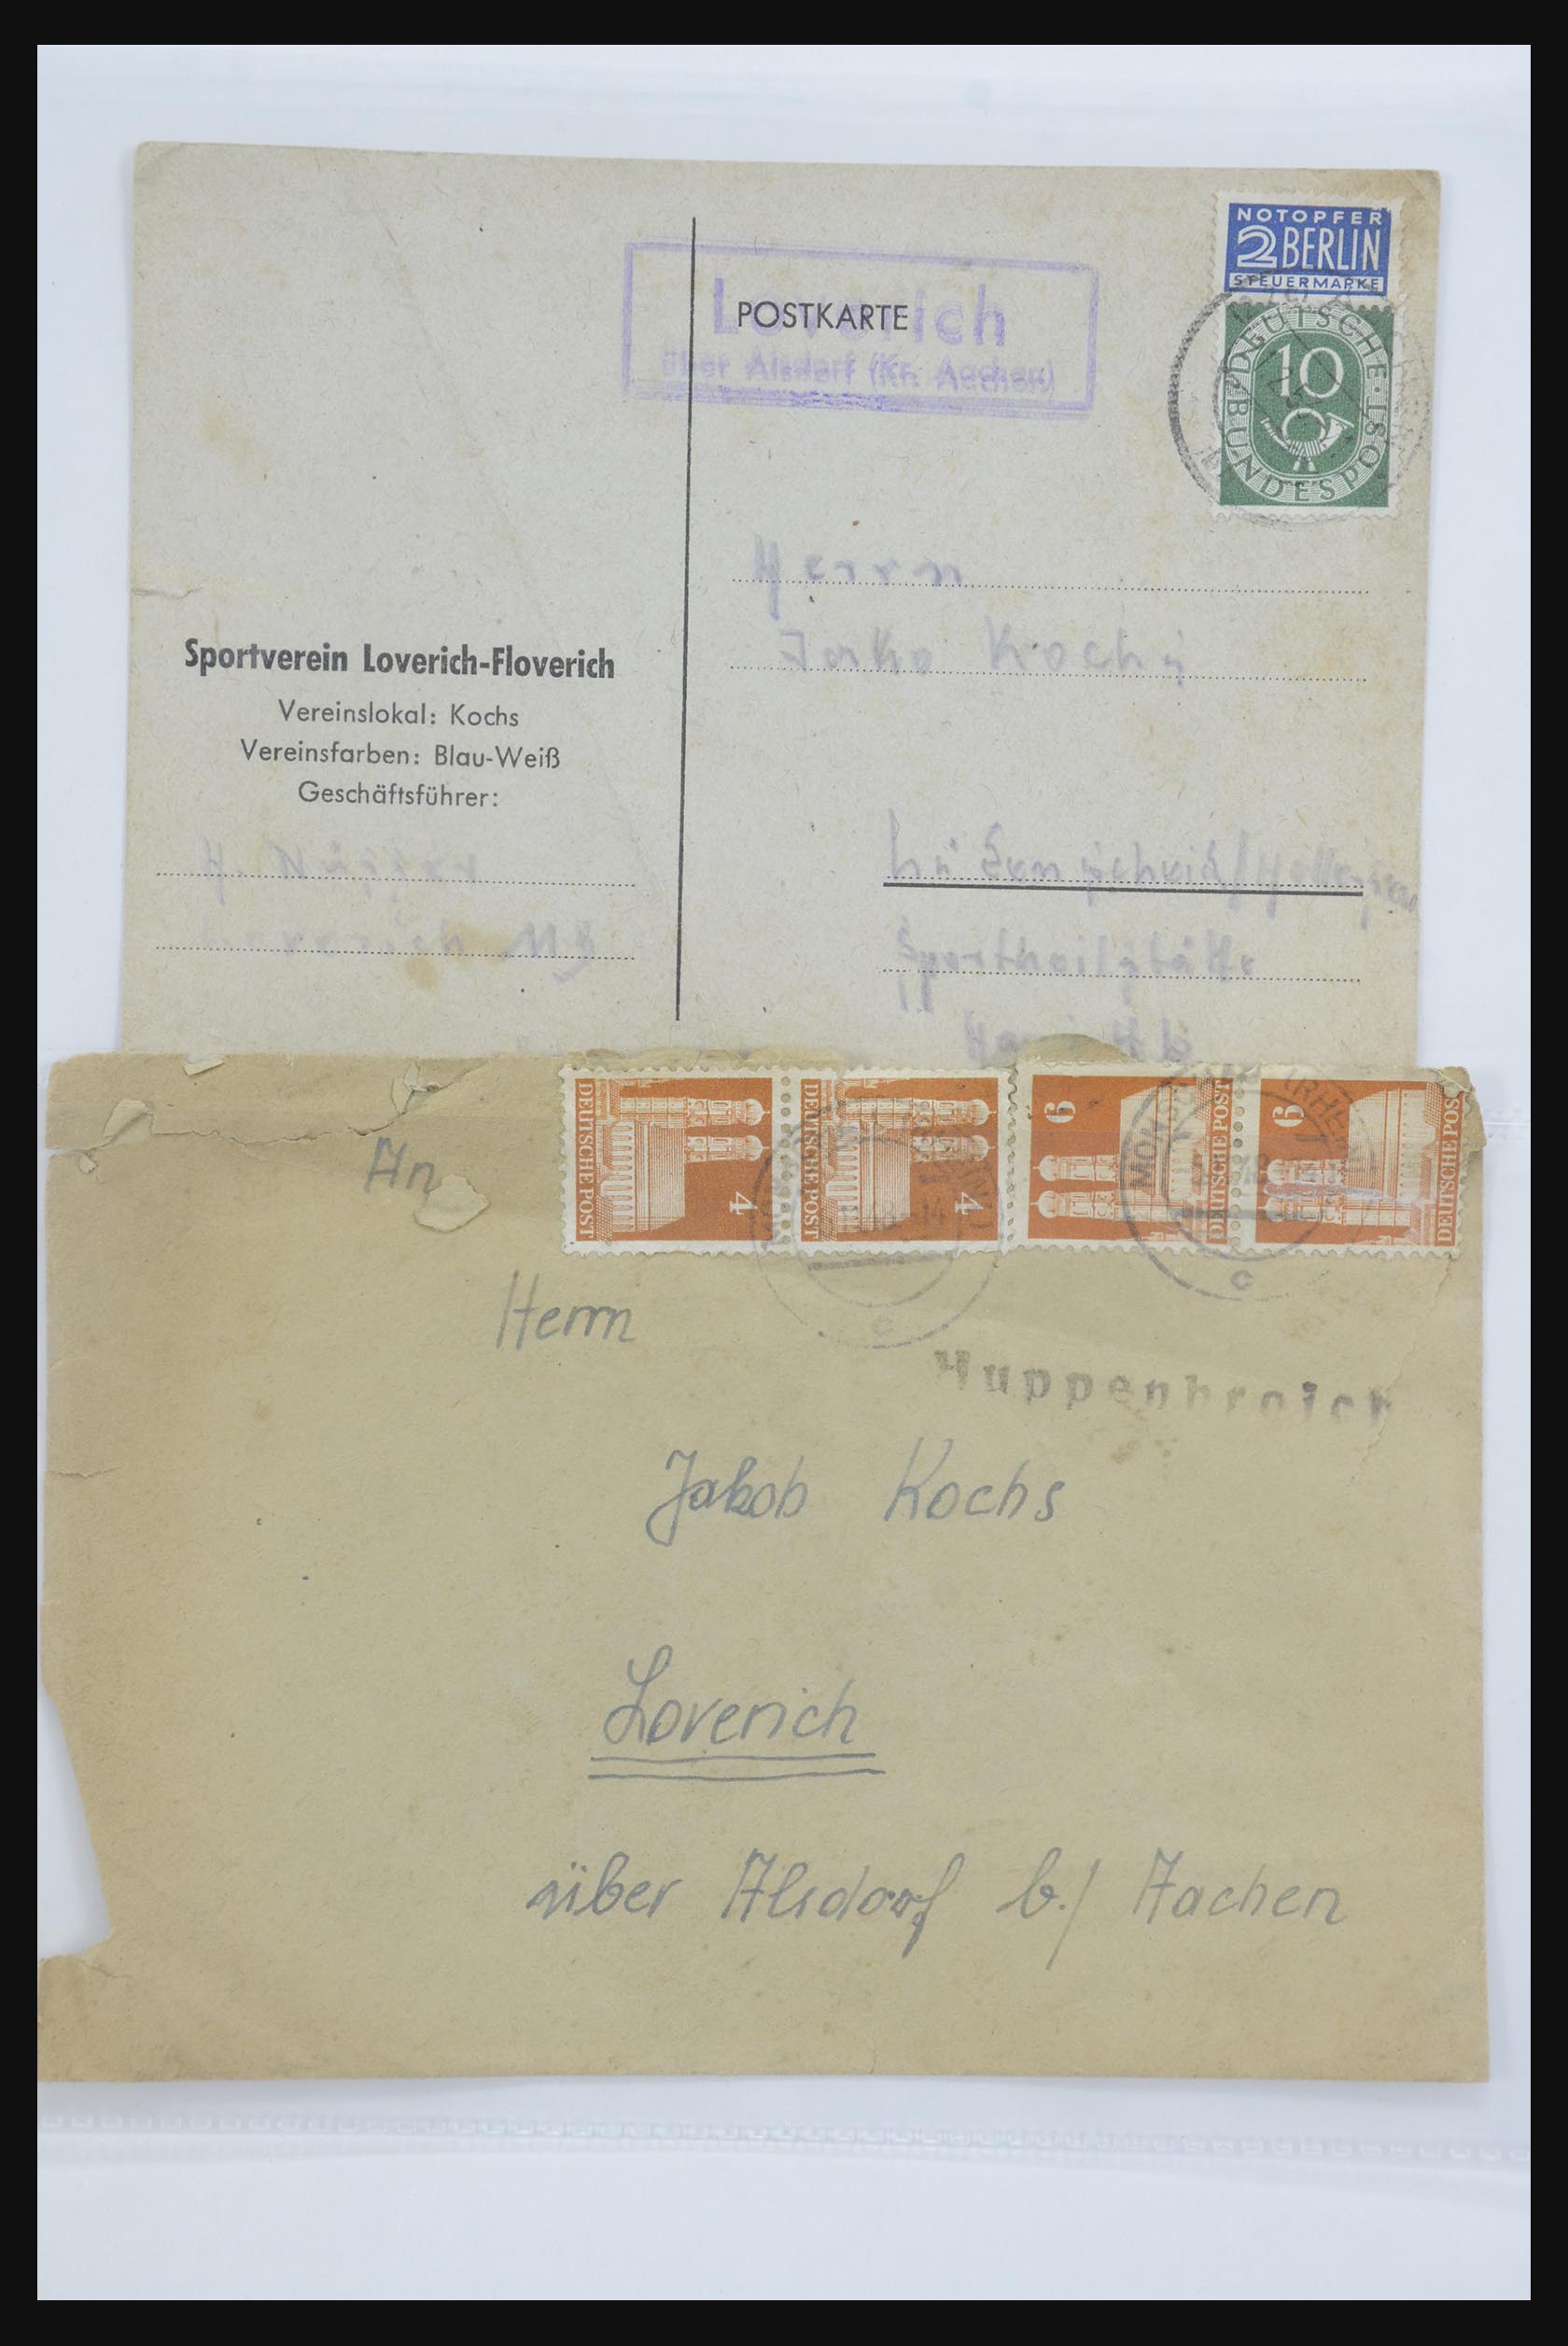 NOTOPFER
2 BERLIN
STEUERMARKE
DEUTSCHE BUNDESPOST
10
Loverich
über Alsdorf (Kr. Aachen)
POSTKARTE
Herrn
Kochs
Sportverein Loverich-Floverich
Vereinslokal: Kochs
Vereinsfarben: Blau-Weiß
Geschäftsführer:
DEUTSCHE POST 4
DEUTSCHE POST 4
6 DEUTSCHE POST
6 DEUTSCHE POST
C
C
An
Herrn
Huppenbroich
Jakob Kochs
Loverich
über Alsdorf b./ Aachen